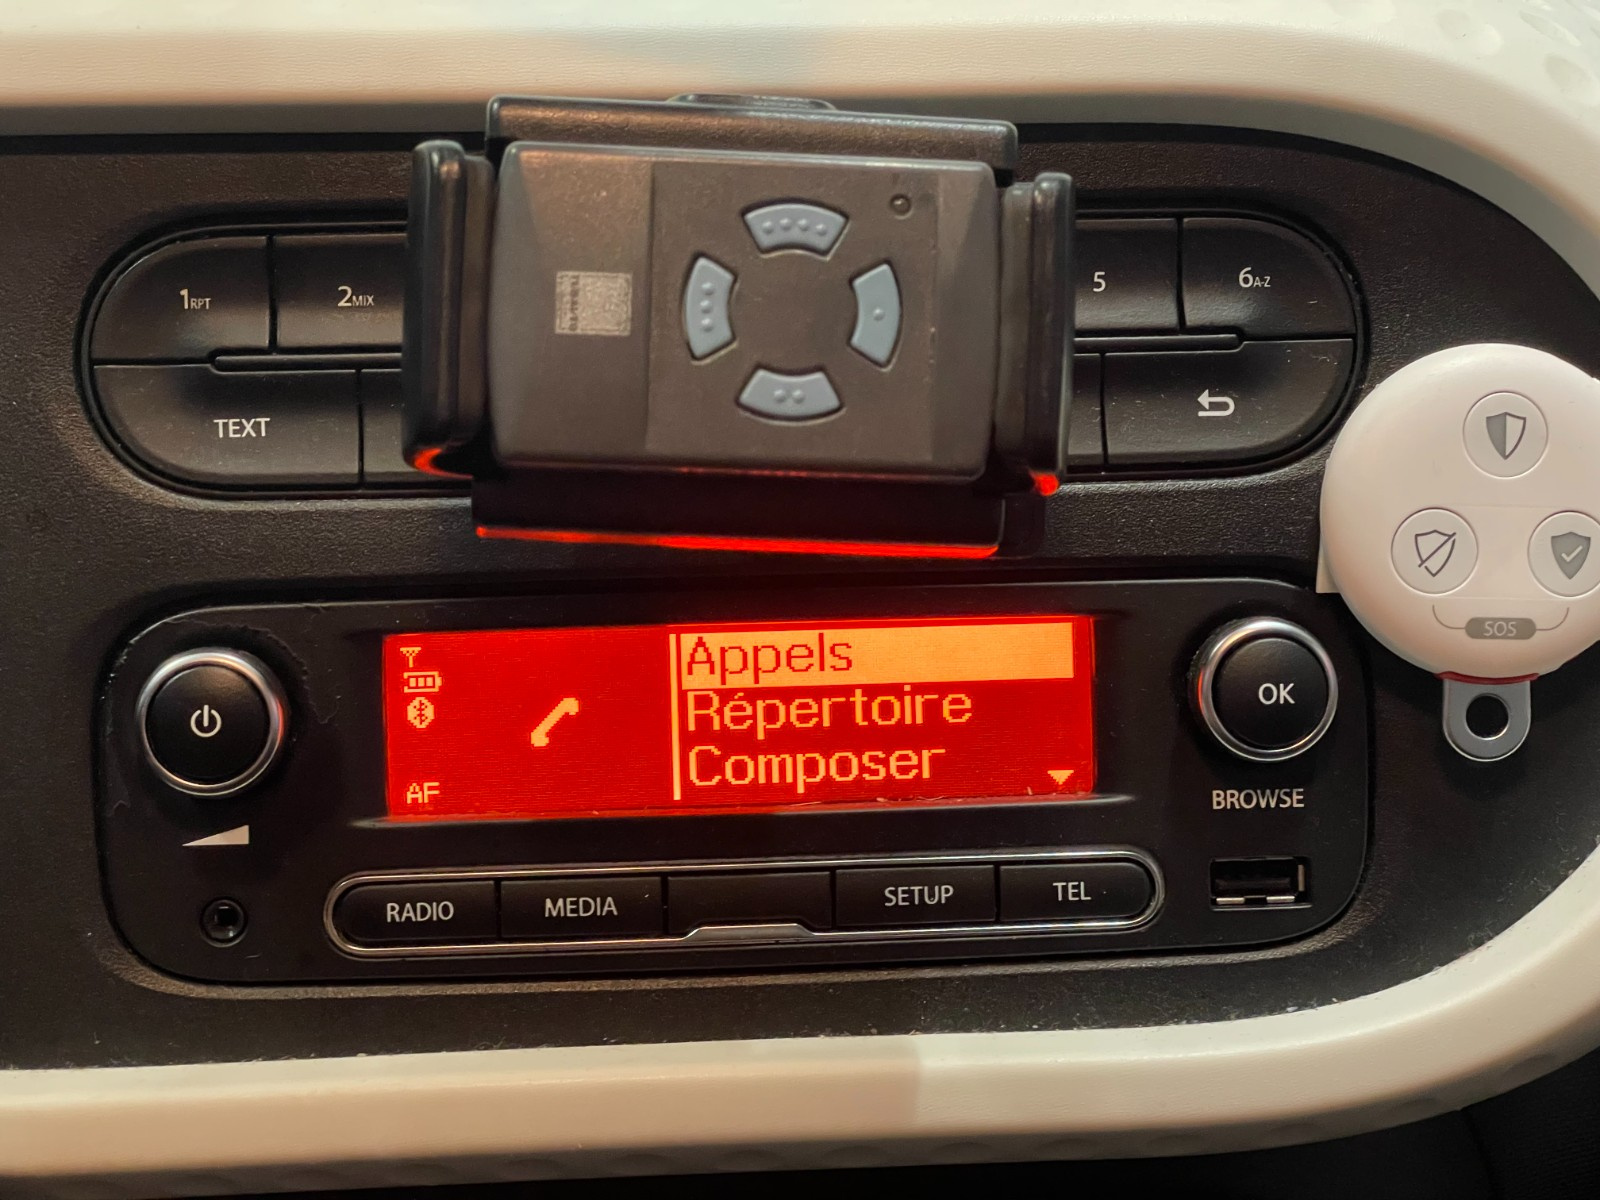 1RPT
2MIX
5
6A-Z
TEXT
SOS
Appels
Répertoire
Composer
AF
OK
BROWSE
RADIO
MEDIA
SETUP
TEL